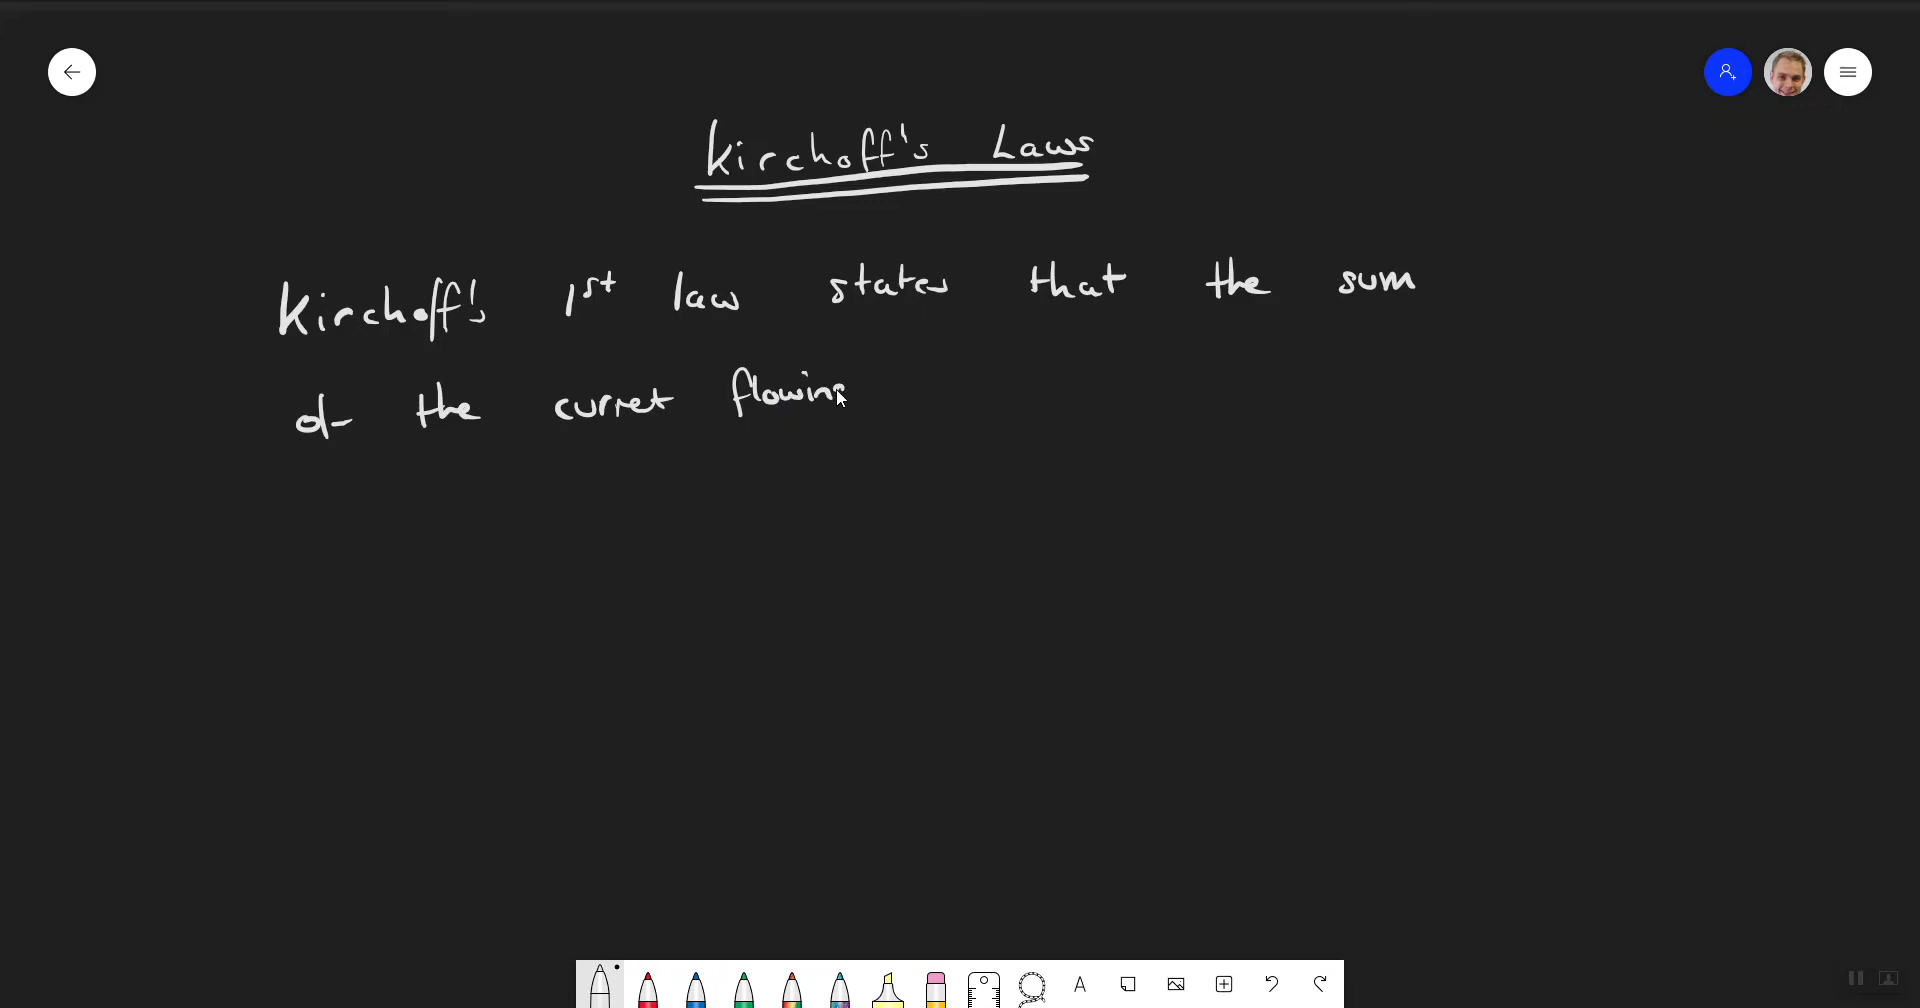 Kirchoff's Laws
Kirchoff's 1st law states that the sum
of the curret flowing
A